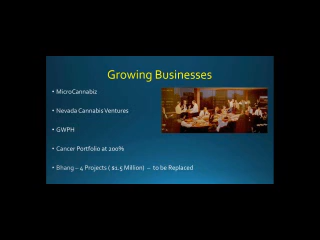 Growing Businesses
• MicroCannabiz
• Nevada Cannabis Ventures
• GWPH
• Cancer Portfolio at 200%
• Bhang – 4 Projects ( $1.5 Million) – to be Replaced